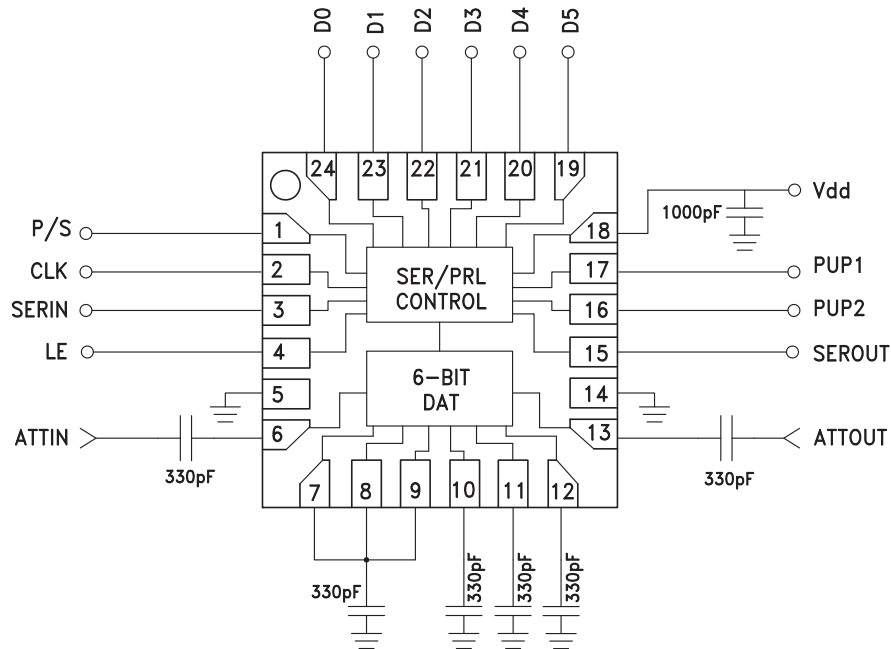 D0
D1
D2
D3
D4
D5
24
23
22
21
20
19
Vdd
1000pF
P/S
1
18
CLK
2
17
PUP1
SER/PRL
CONTROL
SERIN
3
16
PUP2
LE
4
15
SEROUT
6-BIT
DAT
5
14
ATTIN
6
13
ATTOUT
330pF
330pF
7
8
9
10
11
12
330pF
330pF
330pF
330pF